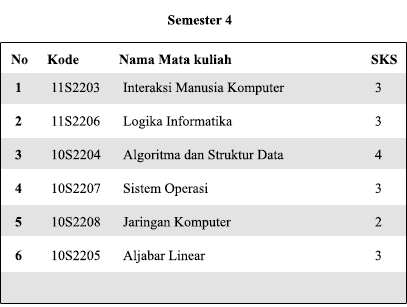 Semester 4
No Kode Nama Mata kuliah SKS
1 11S2203 Interaksi Manusia Komputer 3
2 11S2206 Logika Informatika 3
3 10S2204 Algoritma dan Struktur Data 4
4 10S2207 Sistem Operasi 3
5 10S2208 Jaringan Komputer 2
6 10S2205 Aljabar Linear 3